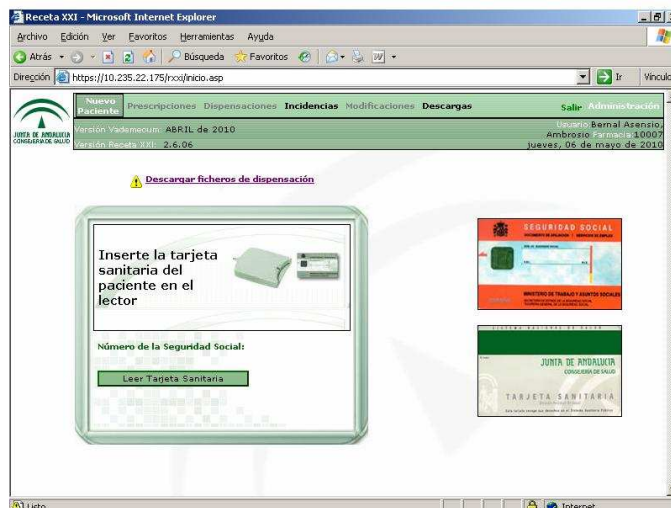 Receta XXI - Microsoft Internet Explorer
Archivo Edición Ver Favoritos Herramientas Ayuda
Atrás Búsqueda Favoritos
Dirección https://10.235.22.175/rxxi/inicio.asp Ir Vínculos
Nuevo Paciente Prescripciones Dispensaciones Incidencias Modificaciones Descargas Salir Administración
JUNTA DE ANDALUCIA
CONSEJERIA DE SALUD
Versión Vademecum: ABRIL de 2010
Versión Receta XXI: 2.6.06
Usuario Bernal Asensio,
Ambrosio Farmacia 10007
jueves, 06 de mayo de 2010
Descargar ficheros de dispensación
Inserte la tarjeta
sanitaria del
paciente en el
lector
Número de la Seguridad Social:
Leer Tarjeta Sanitaria
SEGURIDAD SOCIAL
MINISTERIO DE TRABAJO Y ASUNTOS SOCIALES
SISTEMA NACIONAL DE SALUD
JUNTA DE ANDALUCIA
CONSEJERIA DE SALUD
TARJETA SANITARIA
Listo Internet